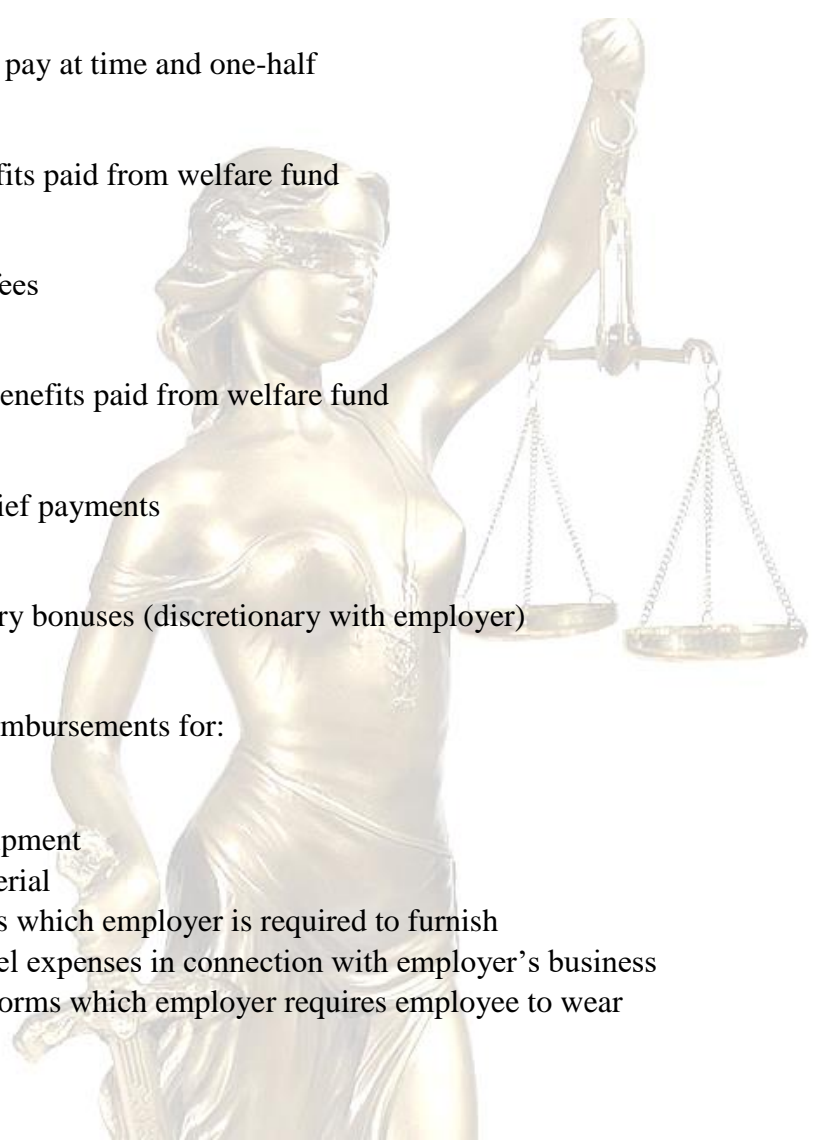 pay at time and one-half
fits paid from welfare fund
fees
enefits paid from welfare fund
ief payments
ry bonuses (discretionary with employer)
mbursements for:
ipment
erial
s which employer is required to furnish
el expenses in connection with employer’s business
orms which employer requires employee to wear